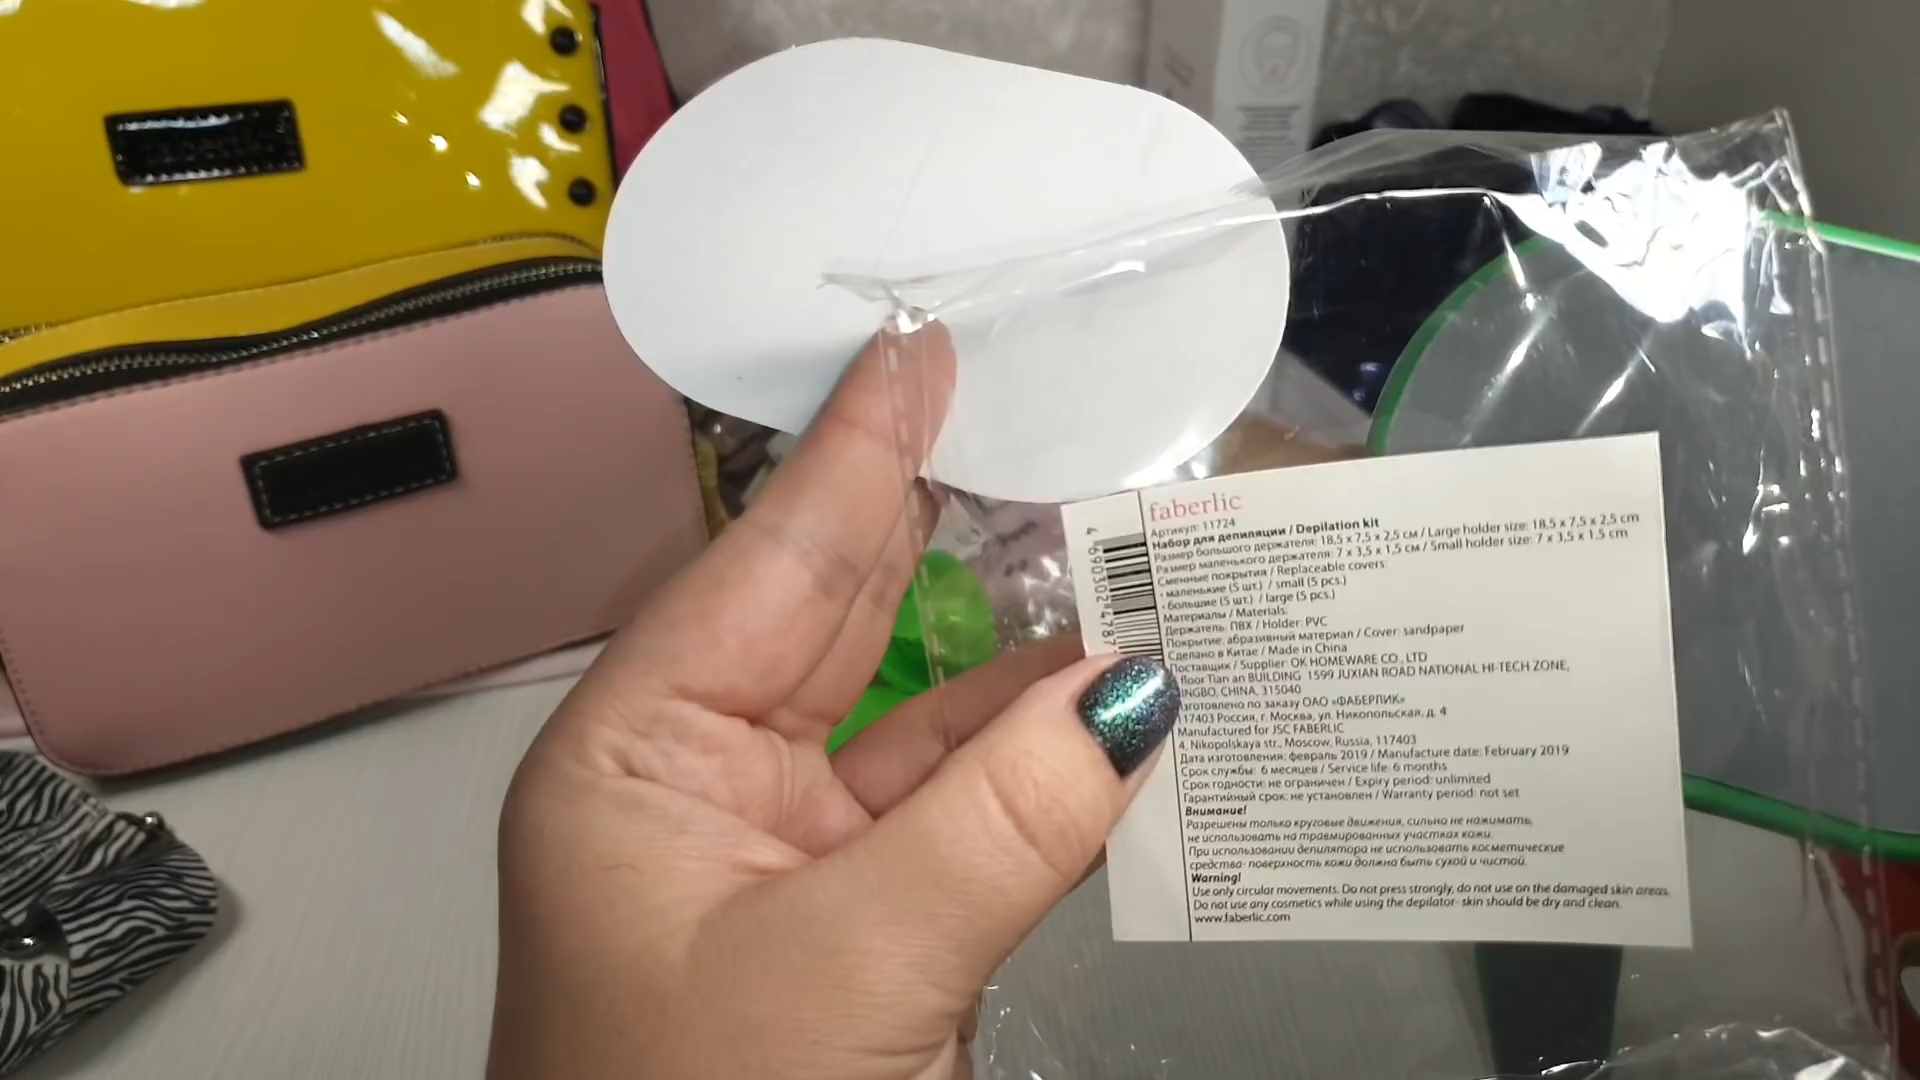 faberlic
Артикул: 11724
Набор для депиляции / Depilation kit
Размер большого держателя: 18,5 x 7,5 x 2,5 см / Large holder size: 18,5 x 7,5 x 2,5 cm
Размер маленького держателя: 7 x 3,5 x 1,5 см / Small holder size: 7 x 3,5 x 1,5 cm
Сменные покрытия / Replaceable covers:
- маленькие (5 шт.) / small (5 pcs.)
- большие (5 шт.) / large (5 pcs.)
Материалы / Materials:
Держатель: ПВХ / Holder: PVC
Покрытие: абразивный материал / Cover: sandpaper
Сделано в Китае / Made in China
Поставщик / Supplier: OK HOMEWARE CO., LTD
floor Tian an BUILDING 1599 JUXIAN ROAD NATIONAL HI-TECH ZONE,
INGBO, CHINA, 315040
зготовлено по заказу ОАО «ФАБЕРЛИК»
117403 Россия, г. Москва, ул. Никопольская, д. 4
Manufactured for JSC FABERLIC
4, Nikopolskaya str., Moscow, Russia, 117403
Дата изготовления: февраль 2019 / Manufacture date: February 2019
Срок службы: 6 месяцев / Service life: 6 months
Срок годности: не ограничен / Expiry period: unlimited
Гарантийный срок: не установлен / Warranty period: not set
Внимание!
Разрешены только круговые движения, сильно не нажимать,
не использовать на травмированных участках кожи.
При использовании депилятора не использовать косметические
средства- поверхность кожи должна быть сухой и чистой.
Warning!
Use only circular movements. Do not press strongly, do not use on the damaged skin areas.
Do not use any cosmetics while using the depilator- skin should be dry and clean.
www.faberlic.com
4 690302 4787